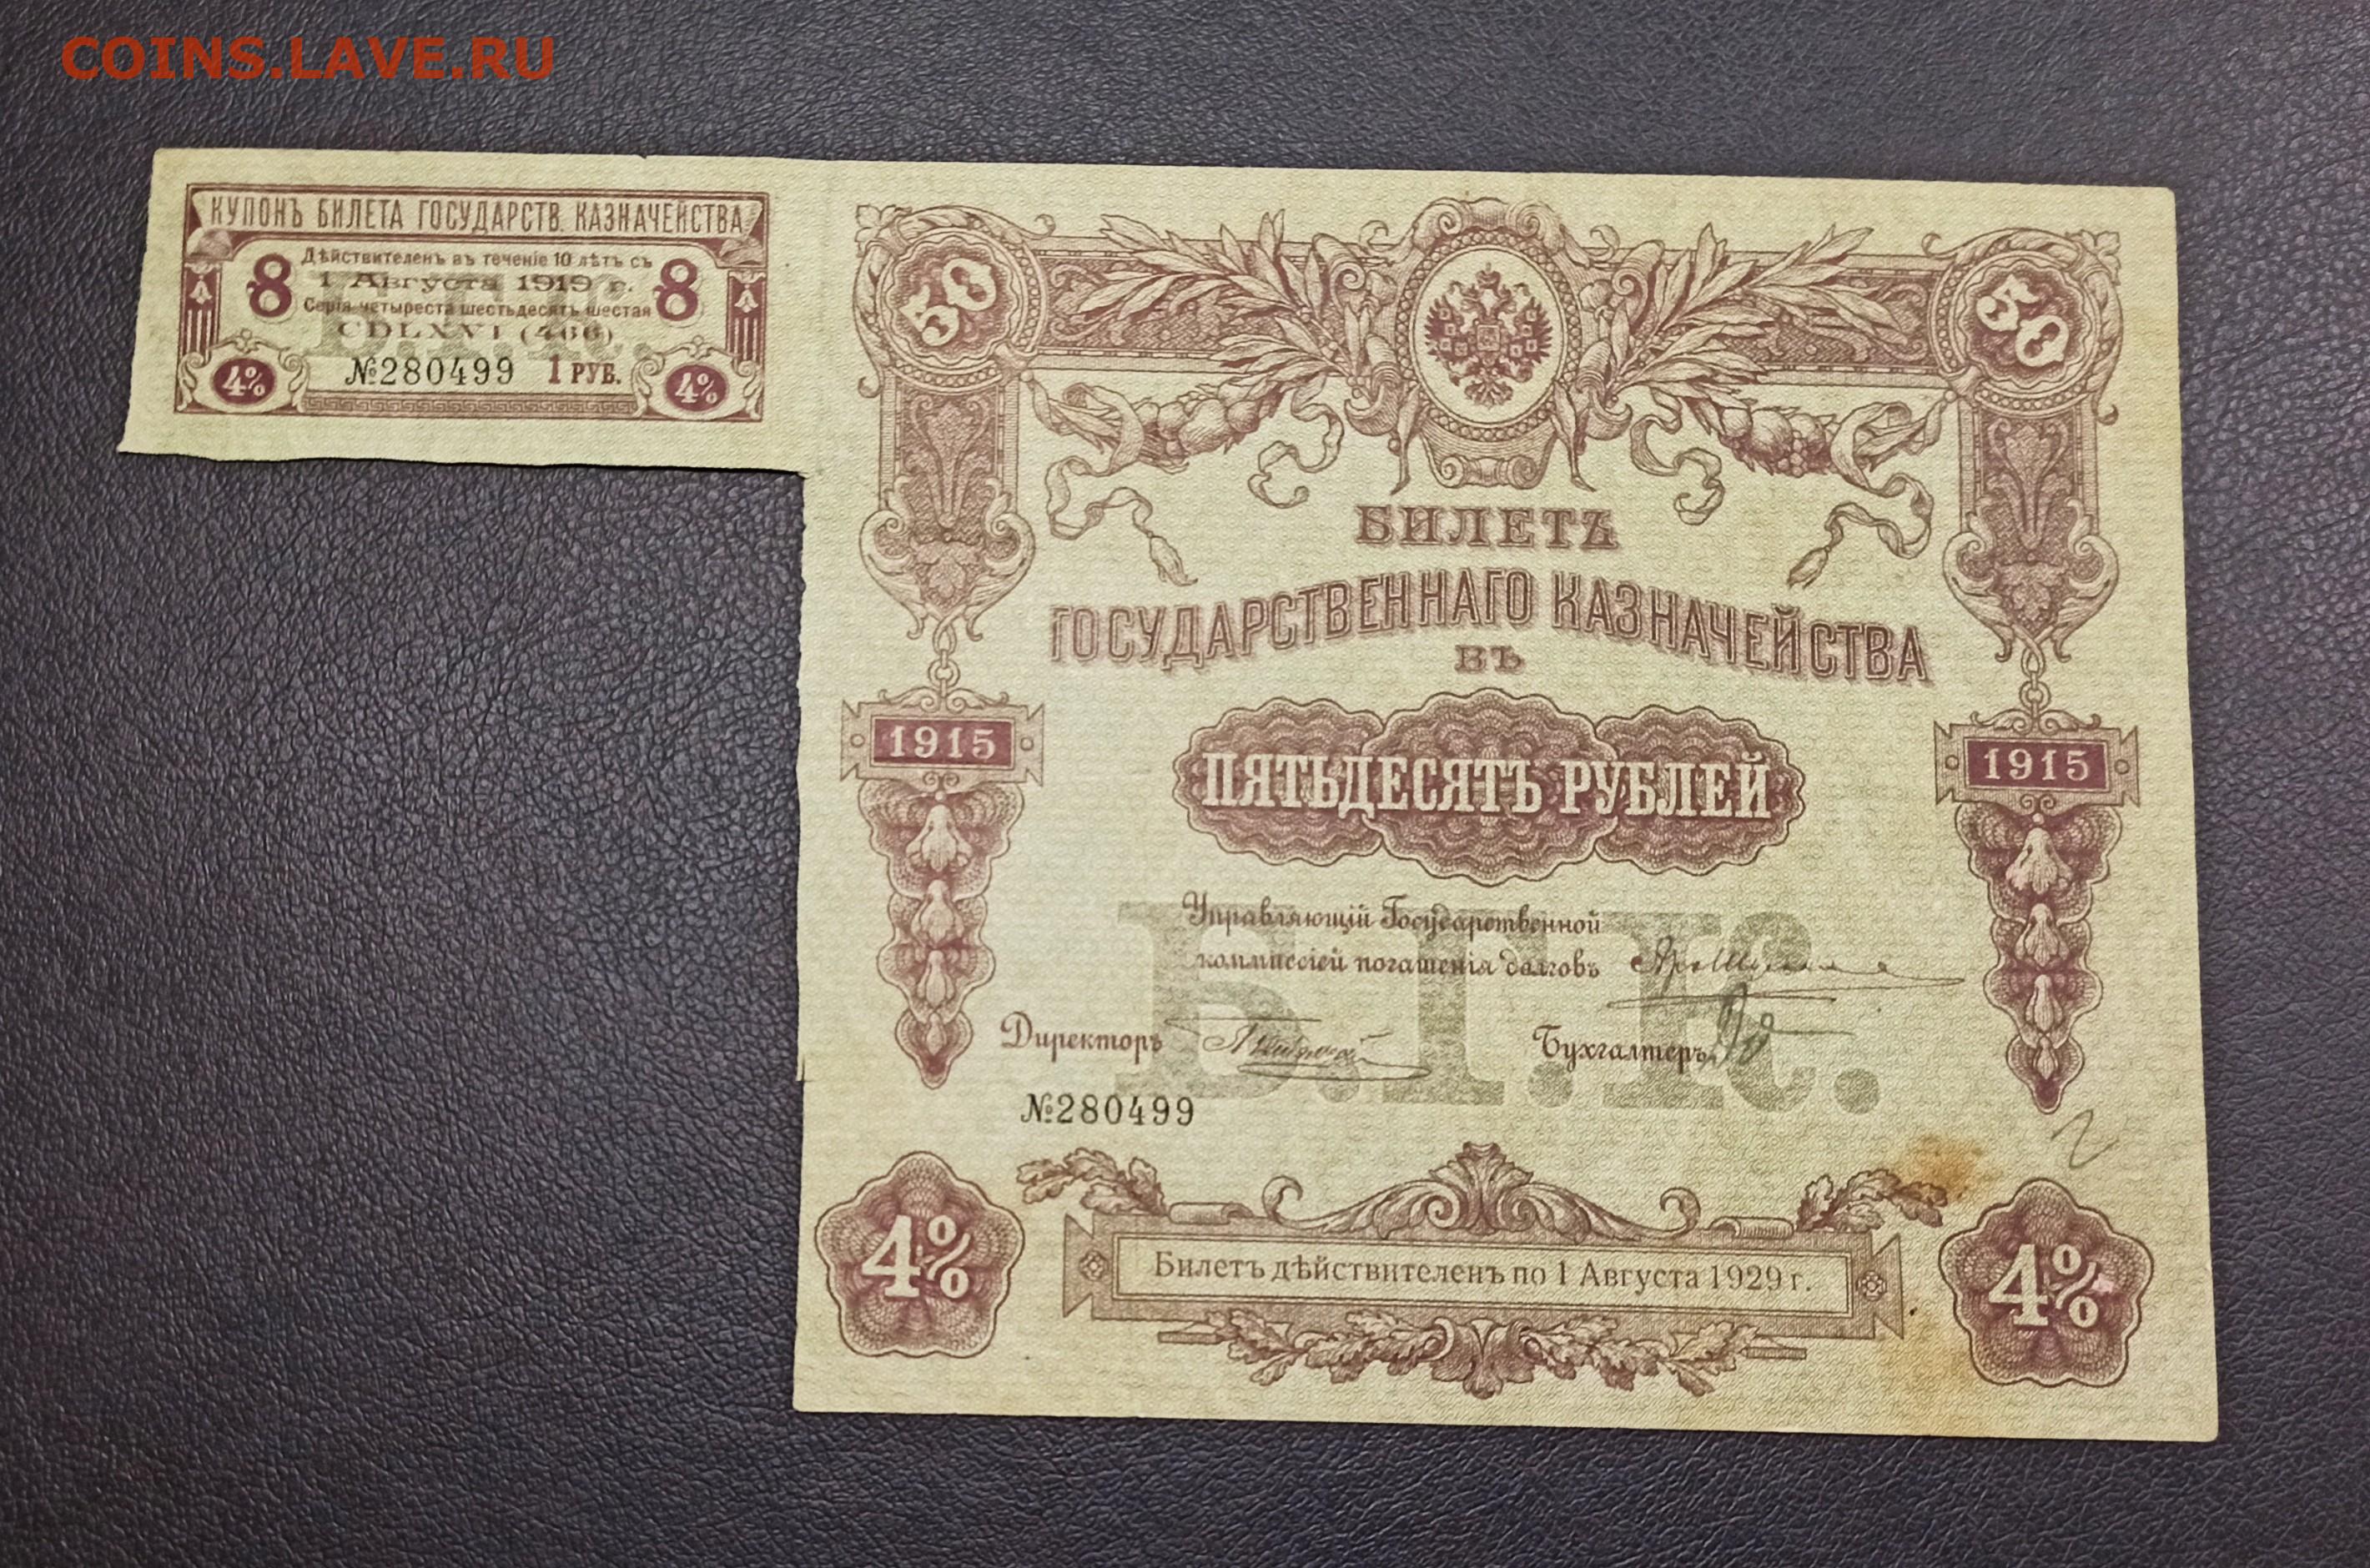 COINS.LAVE.RU
КУПОНЪ БИЛЕТА ГОСУДАРСТВ. КАЗНАЧЕЙСТВА
8 Дѣйствителенъ въ теченіе 10 лѣтъ съ 8
1 Августа 1919 г.
Серія четыреста шестьдесятъ шестая
CDLXVI (466)
4% №280499 1 РУБ. 4%
50 50
БИЛЕТЪ
ГОСУДАРСТВЕННАГО КАЗНАЧЕЙСТВА
ВЪ
1915 1915
ПЯТЬДЕСЯТЪ РУБЛЕЙ
Б.Г.К.
Управляющій Государственной
коммиссіей погашенія долговъ
Директоръ Бухгалтеръ
№280499
4% 4%
Билетъ дѣйствителенъ по 1 Августа 1929 г.